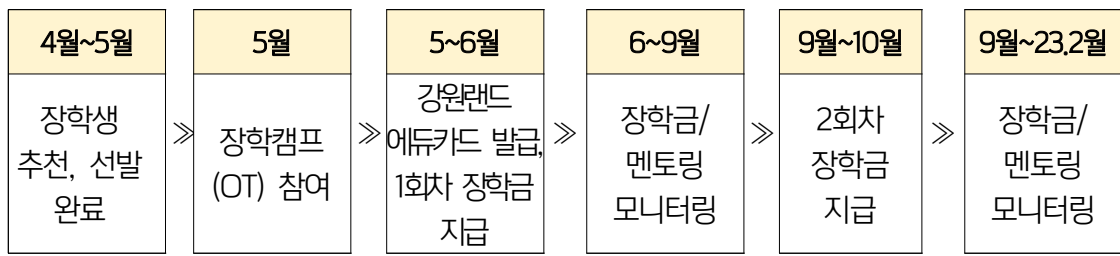 4월~5월
장학생
추천, 선발
완료
≫
5월
장학캠프
(OT) 참여
≫
5~6월
강원랜드
에듀카드 발급,
1회차 장학금
지급
≫
6~9월
장학금/
멘토링
모니터링
≫
9월~10월
2회차
장학금
지급
≫
9월~23.2월
장학금/
멘토링
모니터링